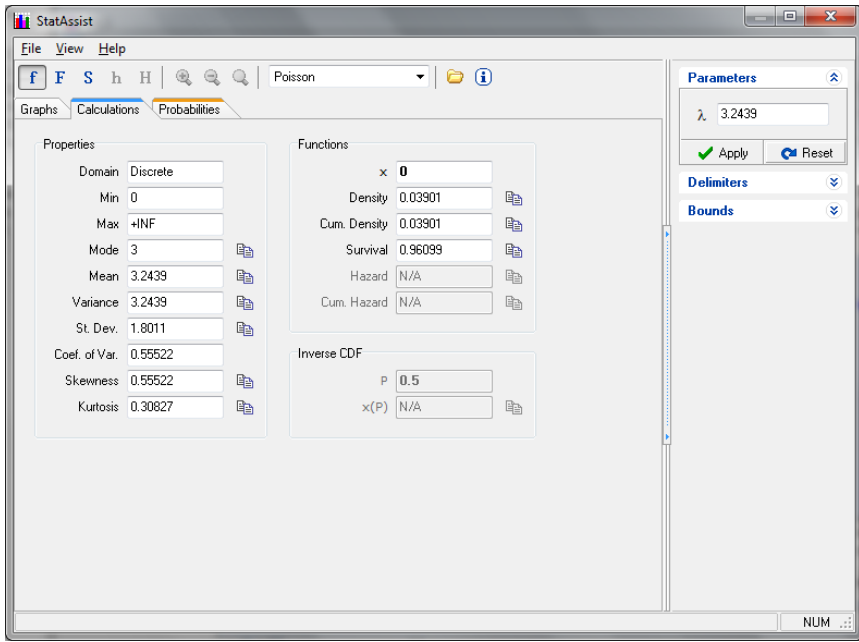 StatAssist
File View Help
f F S h H Poisson
Graphs Calculations Probabilities
Properties
Domain Discrete
Min 0
Max +INF
Mode 3
Mean 3.2439
Variance 3.2439
St. Dev. 1.8011
Coef. of Var. 0.55522
Skewness 0.55522
Kurtosis 0.30827
Functions
x 0
Density 0.03901
Cum. Density 0.03901
Survival 0.96099
Hazard N/A
Cum. Hazard N/A
Inverse CDF
P 0.5
x(P) N/A
Parameters
λ 3.2439
Apply Reset
Delimiters
Bounds
NUM